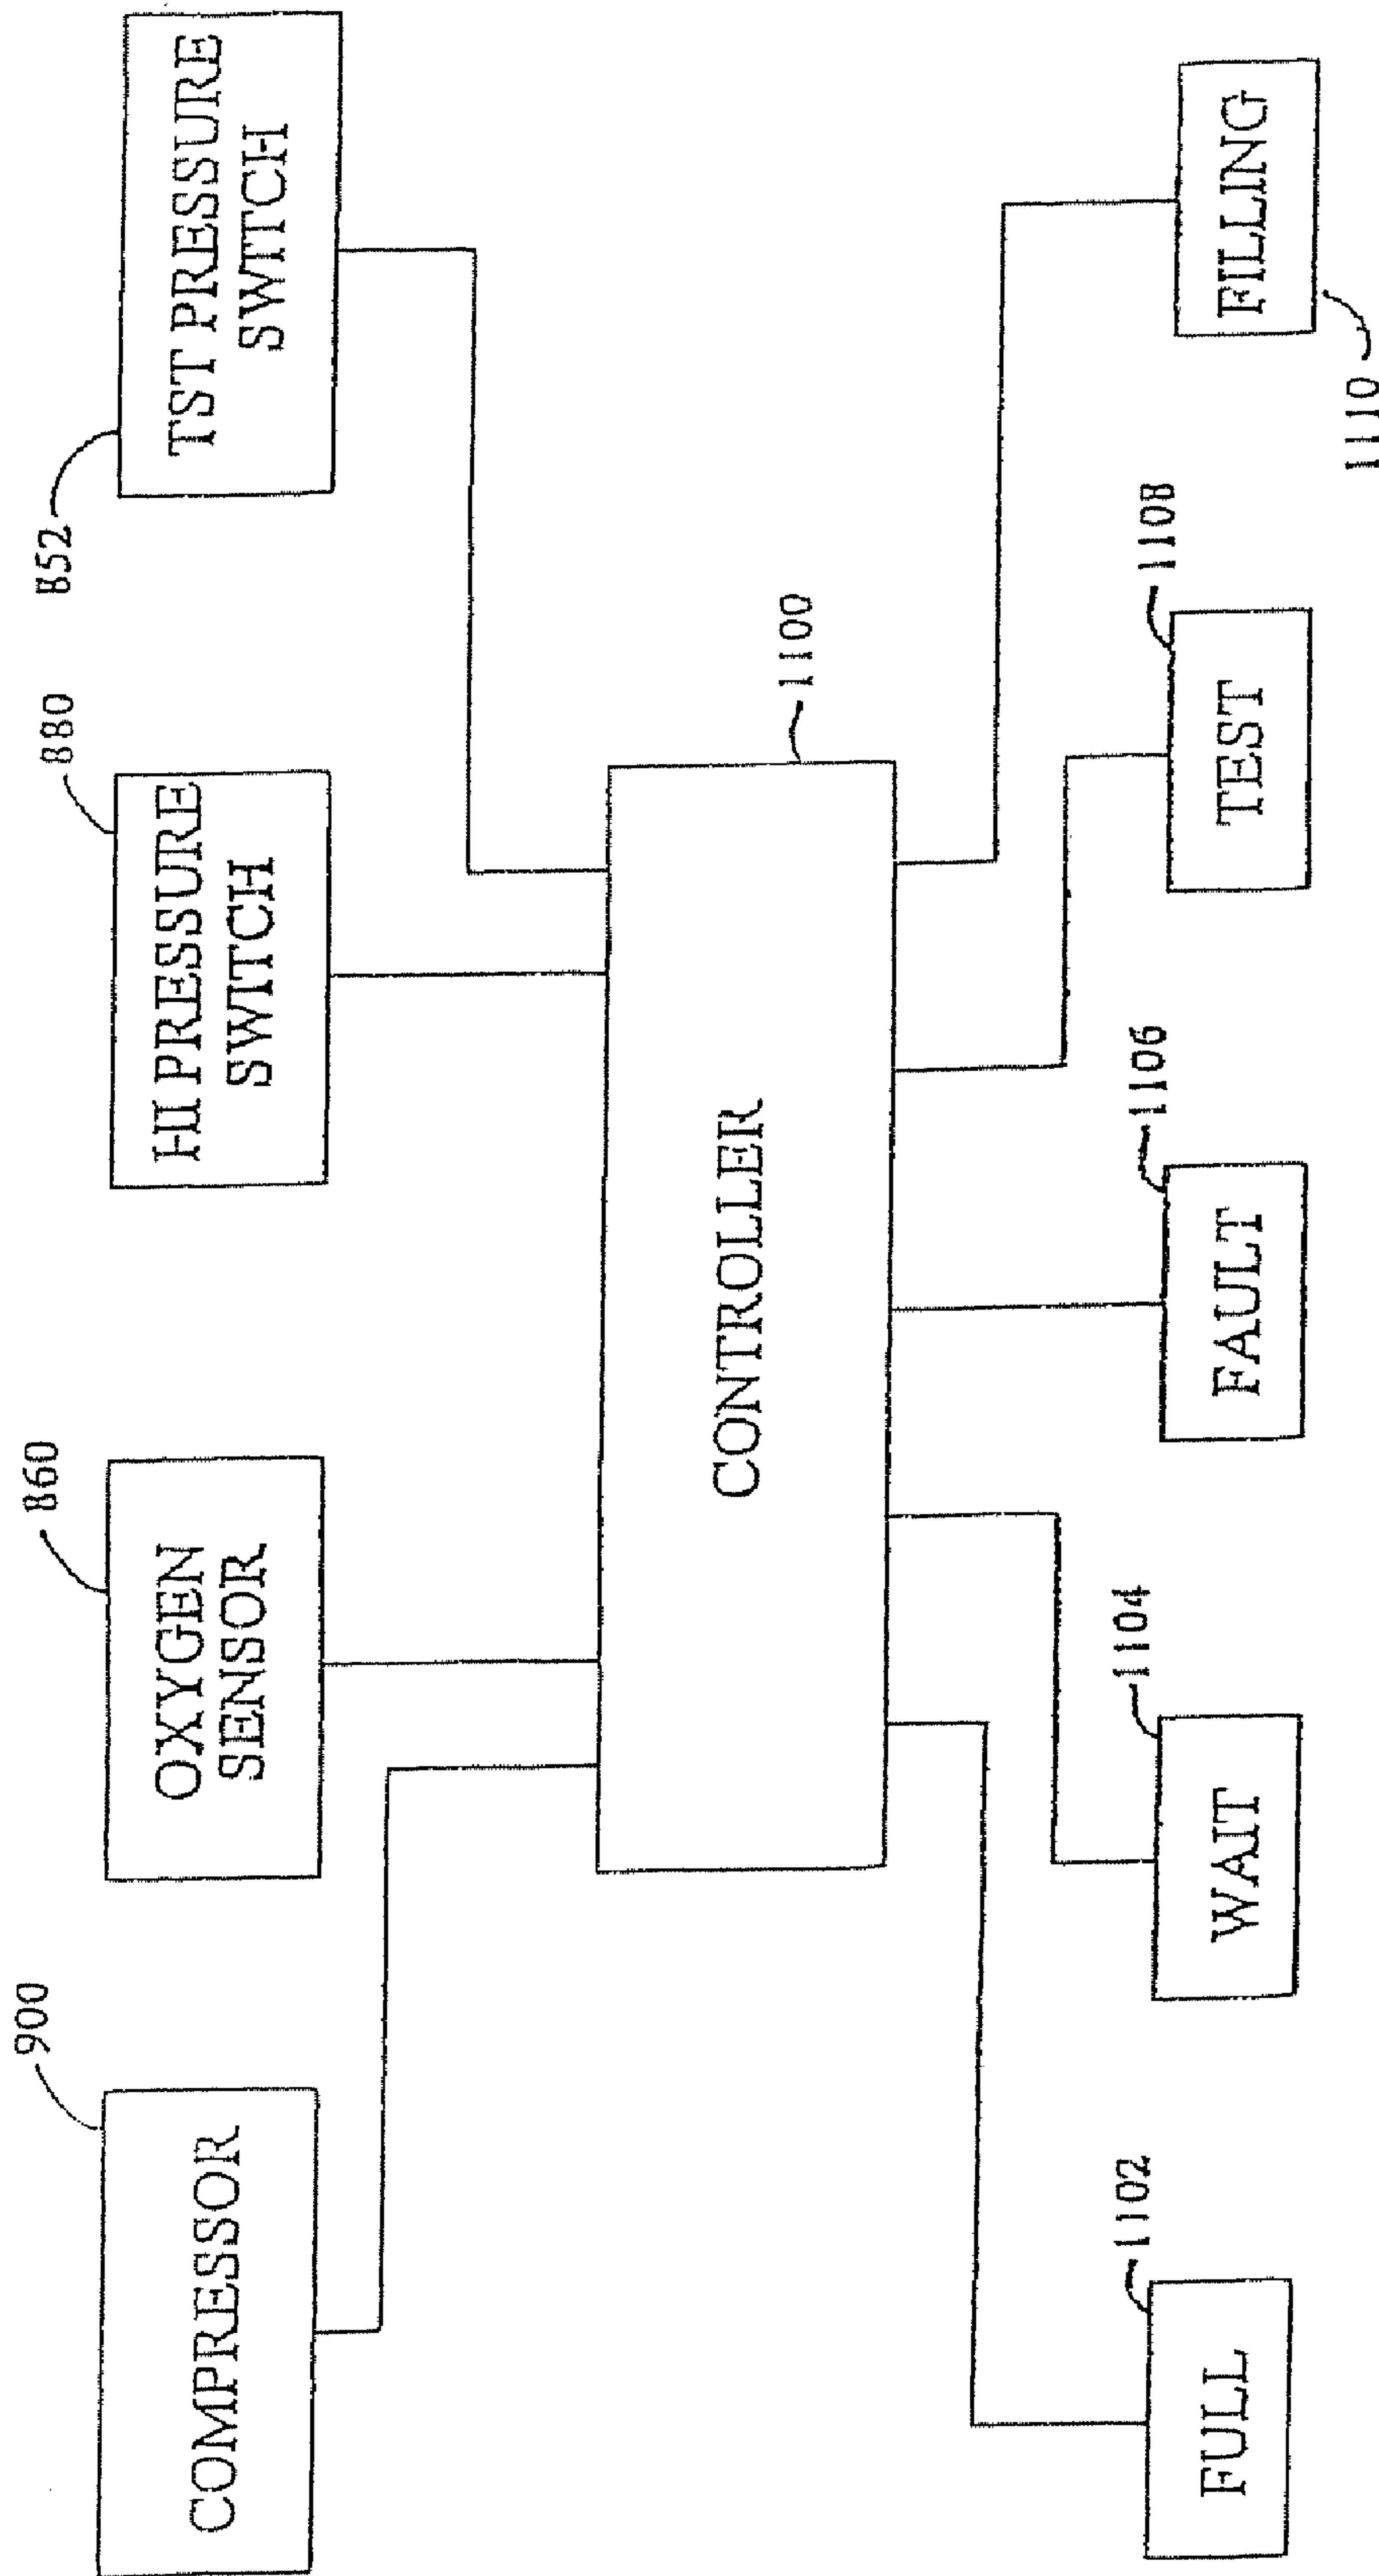 900
COMPRESSOR
860
OXYGEN
SENSOR
880
HI PRESSURE
SWITCH
852
TST PRESSURE
SWITCH
CONTROLLER
1100
1102
FULL
1104
WAIT
1106
FAULT
1108
TEST
FILLING
1110